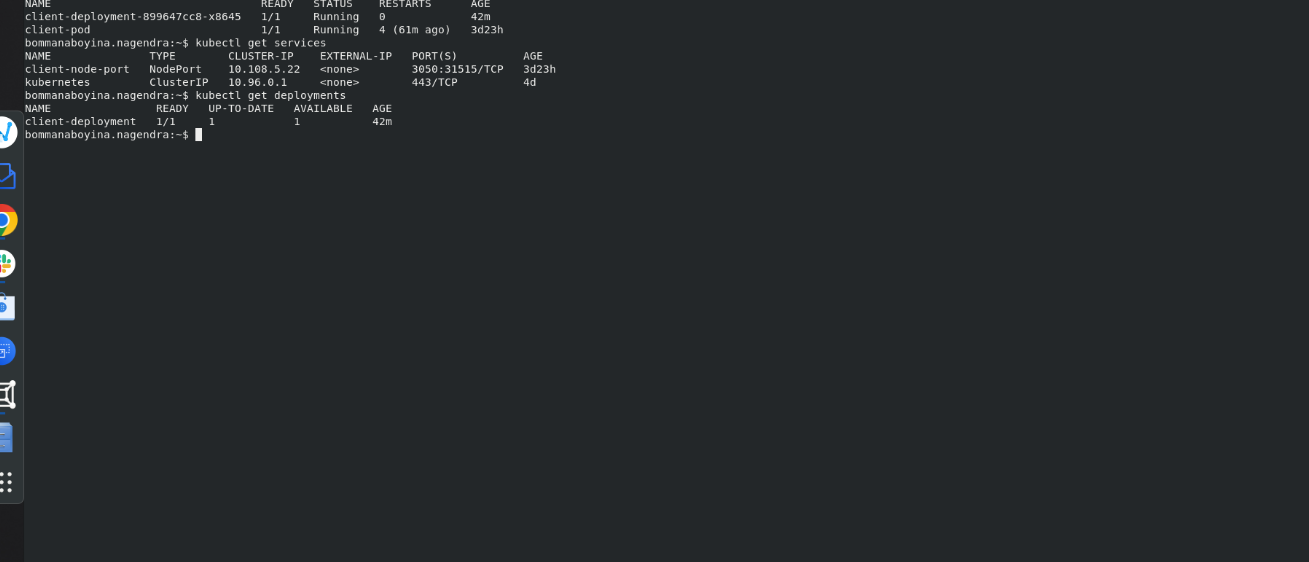 NAME                                READY   STATUS    RESTARTS      AGE
client-deployment-899647cc8-x8645   1/1     Running   0             42m
client-pod                          1/1     Running   4 (61m ago)   3d23h
bommanaboyina.nagendra:~$ kubectl get services
NAME               TYPE        CLUSTER-IP    EXTERNAL-IP   PORT(S)          AGE
client-node-port   NodePort    10.108.5.22   <none>        3050:31515/TCP   3d23h
kubernetes         ClusterIP   10.96.0.1     <none>        443/TCP          4d
bommanaboyina.nagendra:~$ kubectl get deployments
NAME                READY   UP-TO-DATE   AVAILABLE   AGE
client-deployment   1/1     1            1           42m
bommanaboyina.nagendra:~$